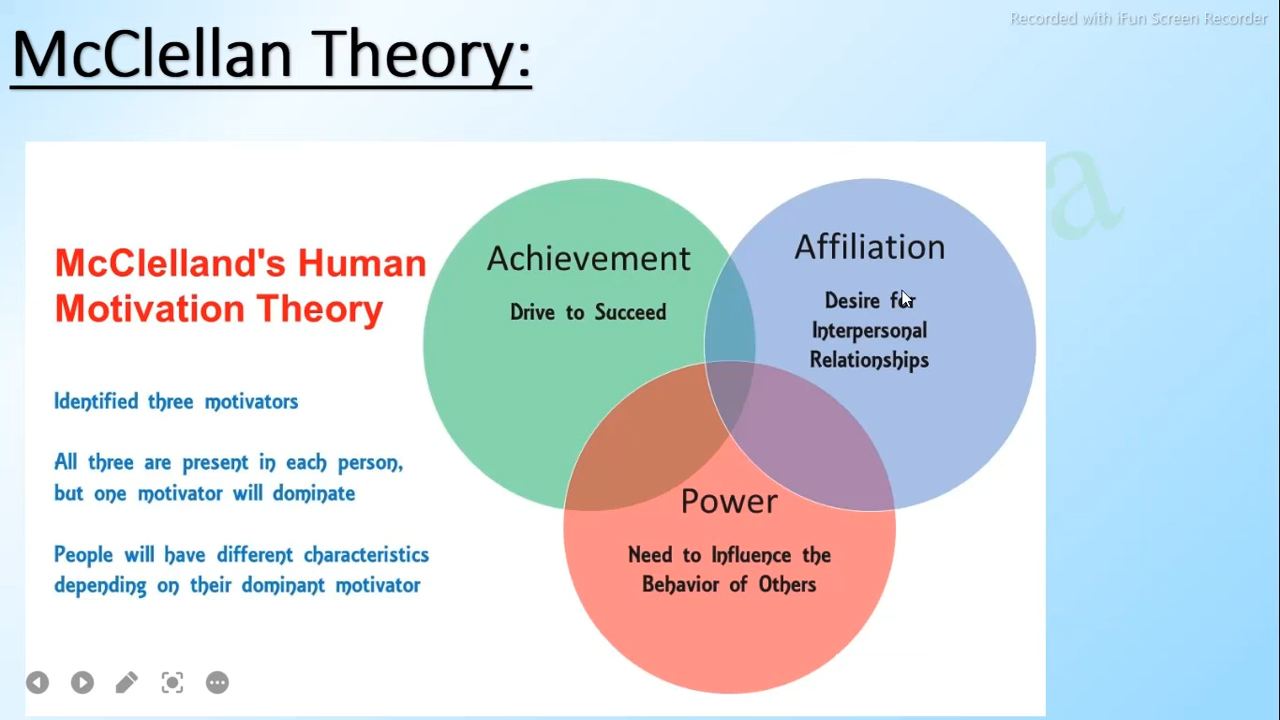 Recorded with iFun Screen Recorder
McClellan Theory:
McClelland's Human
Motivation Theory
Identified three motivators
All three are present in each person,
but one motivator will dominate
People will have different characteristics
depending on their dominant motivator
Achievement
Drive to Succeed
Affiliation
Desire for
Interpersonal
Relationships
Power
Need to Influence the
Behavior of Others
a